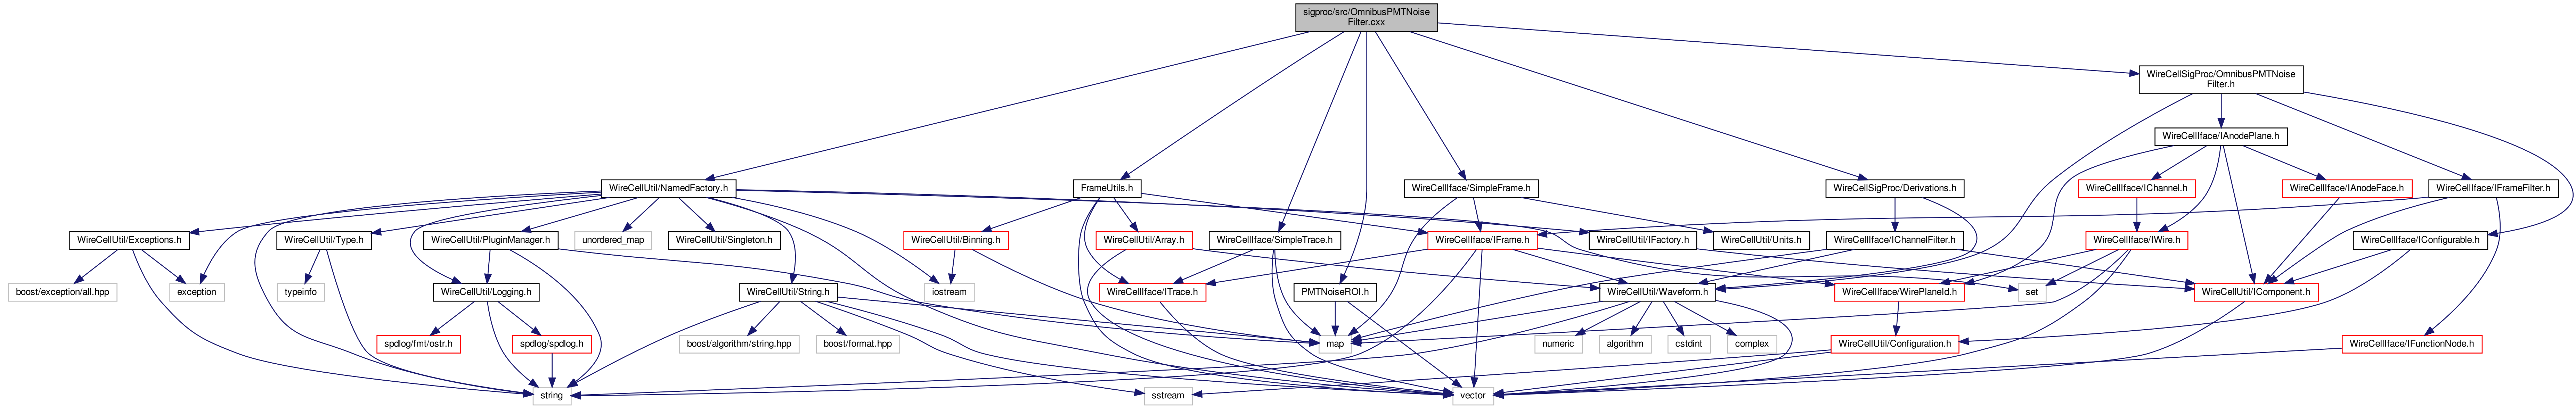 sigproc/src/OmnibusPMTNoise
Filter.cxx
WireCellSigProc/OmnibusPMTNoise
Filter.h
WireCellIface/IAnodePlane.h
WireCellUtil/NamedFactory.h
FrameUtils.h
WireCellIface/SimpleFrame.h
WireCellSigProc/Derivations.h
WireCellIface/IChannel.h
WireCellIface/IAnodeFace.h
WireCellIface/IFrameFilter.h
WireCellUtil/Exceptions.h
WireCellUtil/Type.h
WireCellUtil/PluginManager.h
unordered_map
WireCellUtil/Singleton.h
WireCellUtil/Binning.h
WireCellUtil/Array.h
WireCellIface/SimpleTrace.h
WireCellIface/IFrame.h
WireCellUtil/IFactory.h
WireCellUtil/Units.h
WireCellIface/IChannelFilter.h
WireCellIface/IWire.h
WireCellIface/IConfigurable.h
boost/exception/all.hpp
exception
typeinfo
WireCellUtil/Logging.h
WireCellUtil/String.h
iostream
WireCellIface/ITrace.h
PMTNoiseROI.h
WireCellUtil/Waveform.h
WireCellIface/WirePlaneId.h
set
WireCellUtil/IComponent.h
spdlog/fmt/ostr.h
spdlog/spdlog.h
boost/algorithm/string.hpp
boost/format.hpp
map
numeric
algorithm
cstdint
complex
WireCellUtil/Configuration.h
WireCellIface/IFunctionNode.h
string
sstream
vector